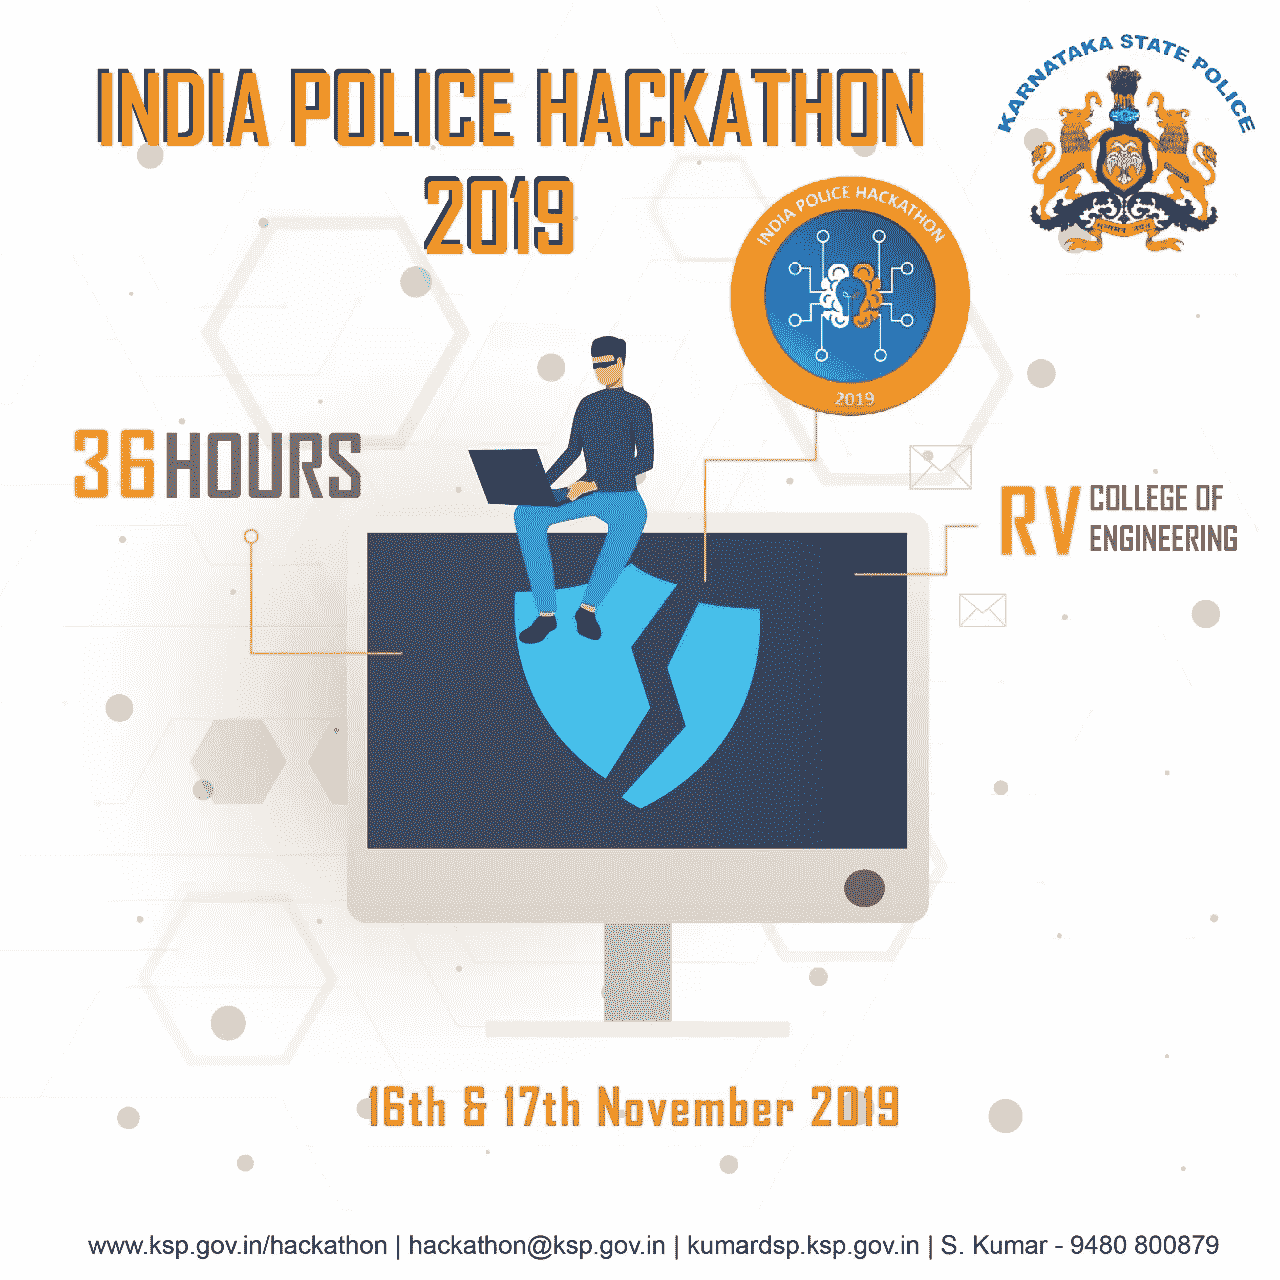 INDIA POLICE HACKATHON
2019
KARNATAKA STATE POLICE
INDIA POLICE HACKATHON
2019
36 HOURS
RV COLLEGE OF
ENGINEERING
16th & 17th November 2019
www.ksp.gov.in/hackathon | hackathon@ksp.gov.in | kumardsp.ksp.gov.in | S. Kumar - 9480 800879